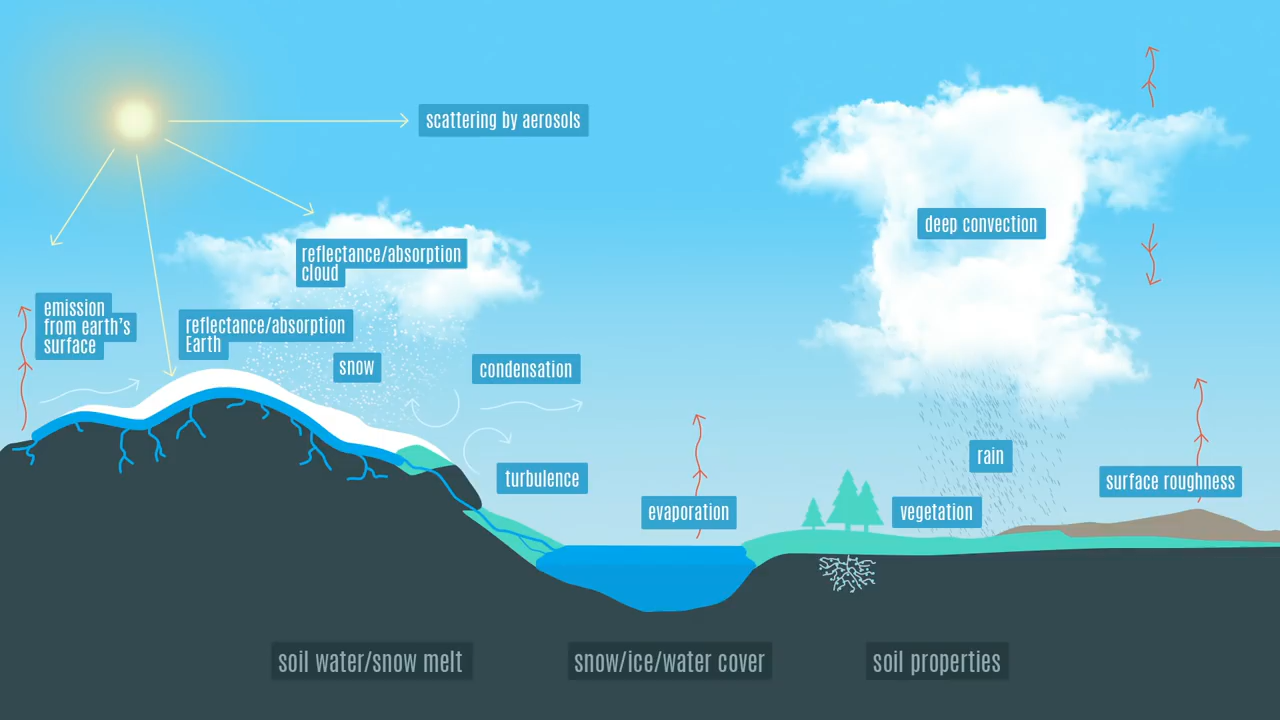 scattering by aerosols
deep convection
reflectance/absorption
cloud
emission
from earth's
surface
reflectance/absorption
Earth
snow
condensation
rain
turbulence
surface roughness
evaporation
vegetation
soil water/snow melt
snow/ice/water cover
soil properties